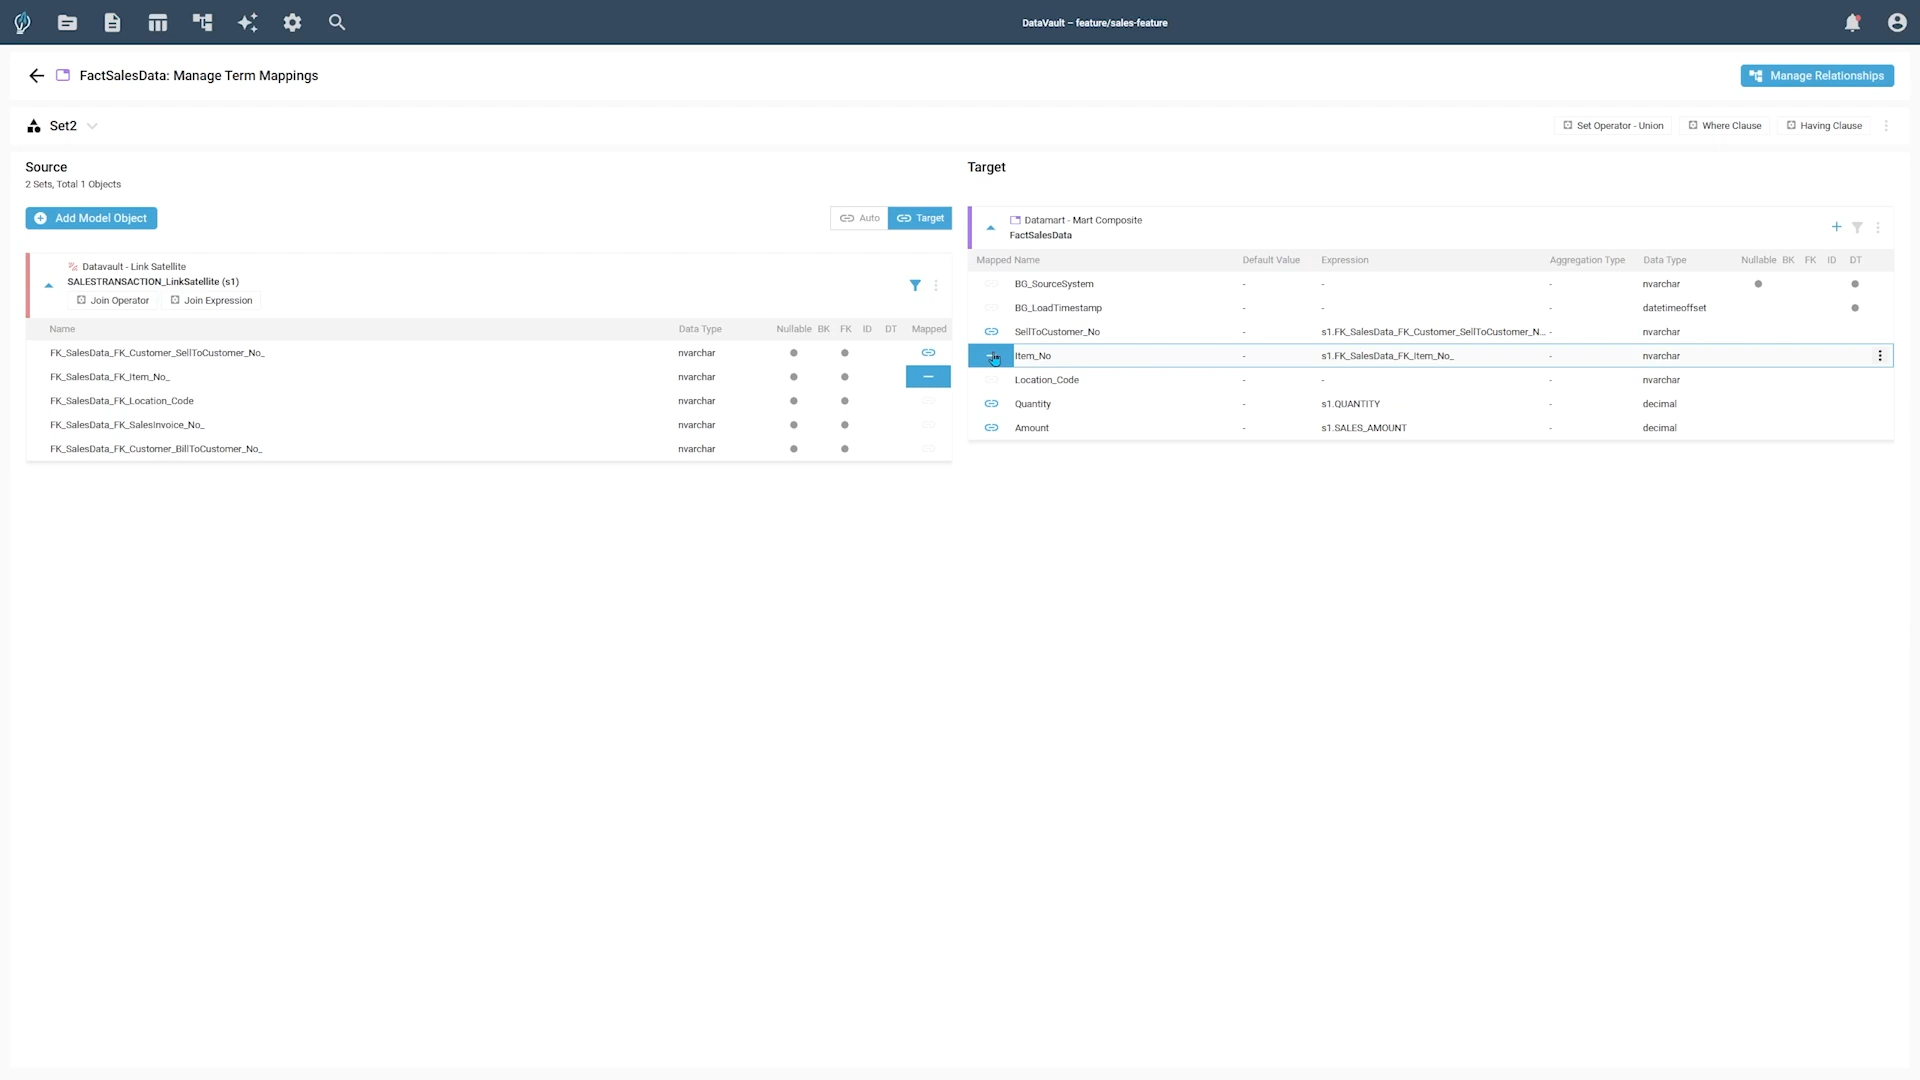 DataVault – feature/sales-feature
FactSalesData: Manage Term Mappings
Manage Relationships
Set2
Set Operator - Union
Where Clause
Having Clause
Source
2 Sets, Total 1 Objects
Add Model Object
Auto
Target
Datavault - Link Satellite
SALESTRANSACTION_LinkSatellite (s1)
Join Operator
Join Expression
Name Data Type Nullable BK FK ID DT Mapped
FK_SalesData_FK_Customer_SellToCustomer_No_ nvarchar
FK_SalesData_FK_Item_No_ nvarchar
FK_SalesData_FK_Location_Code nvarchar
FK_SalesData_FK_SalesInvoice_No_ nvarchar
FK_SalesData_FK_Customer_BillToCustomer_No_ nvarchar
Target
Datamart - Mart Composite
FactSalesData
Mapped Name Default Value Expression Aggregation Type Data Type Nullable BK FK ID DT
BG_SourceSystem - - - nvarchar
BG_LoadTimestamp - - - datetimeoffset
SellToCustomer_No - s1.FK_SalesData_FK_Customer_SellToCustomer_N... - nvarchar
Item_No - s1.FK_SalesData_FK_Item_No_ - nvarchar
Location_Code - - - nvarchar
Quantity - s1.QUANTITY - decimal
Amount - s1.SALES_AMOUNT - decimal